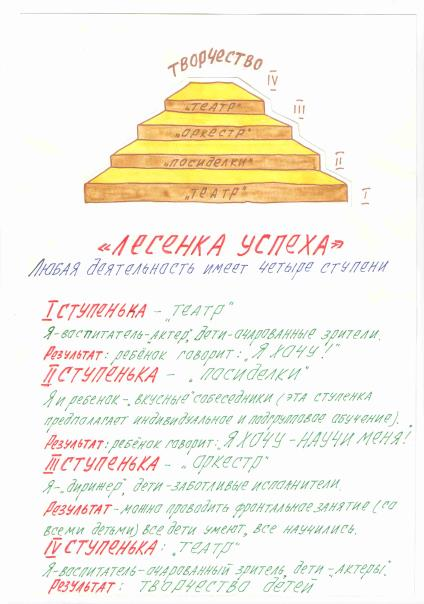 творчество
IV
"театр"
III
"оркестр"
II
"посиделки"
I
"театр"
«Лесенка успеха»
Любая деятельность имеет четыре ступени
I ступенька - "театр"
Я-воспитатель-"актер", дети-очарованные зрители.
Результат: ребёнок говорит: "Я хочу!"
II ступенька - "посиделки"
Я и ребенок-"вкусные" собеседники (эта ступенка
предполагает индивидуальное и подгрупповое обучение).
Результат: ребёнок говорит: "Я хочу - научи меня!
III ступенька - "оркестр"
Я-"дирижер", дети-заботливые исполнители.
Результат-можно проводить фронтальное занятие (со
всеми детьми) все дети умеют, все научились.
IV ступенька: "театр"
Я-воспитатель-очарованный зритель, дети-"актеры".
Результат: творчество детей